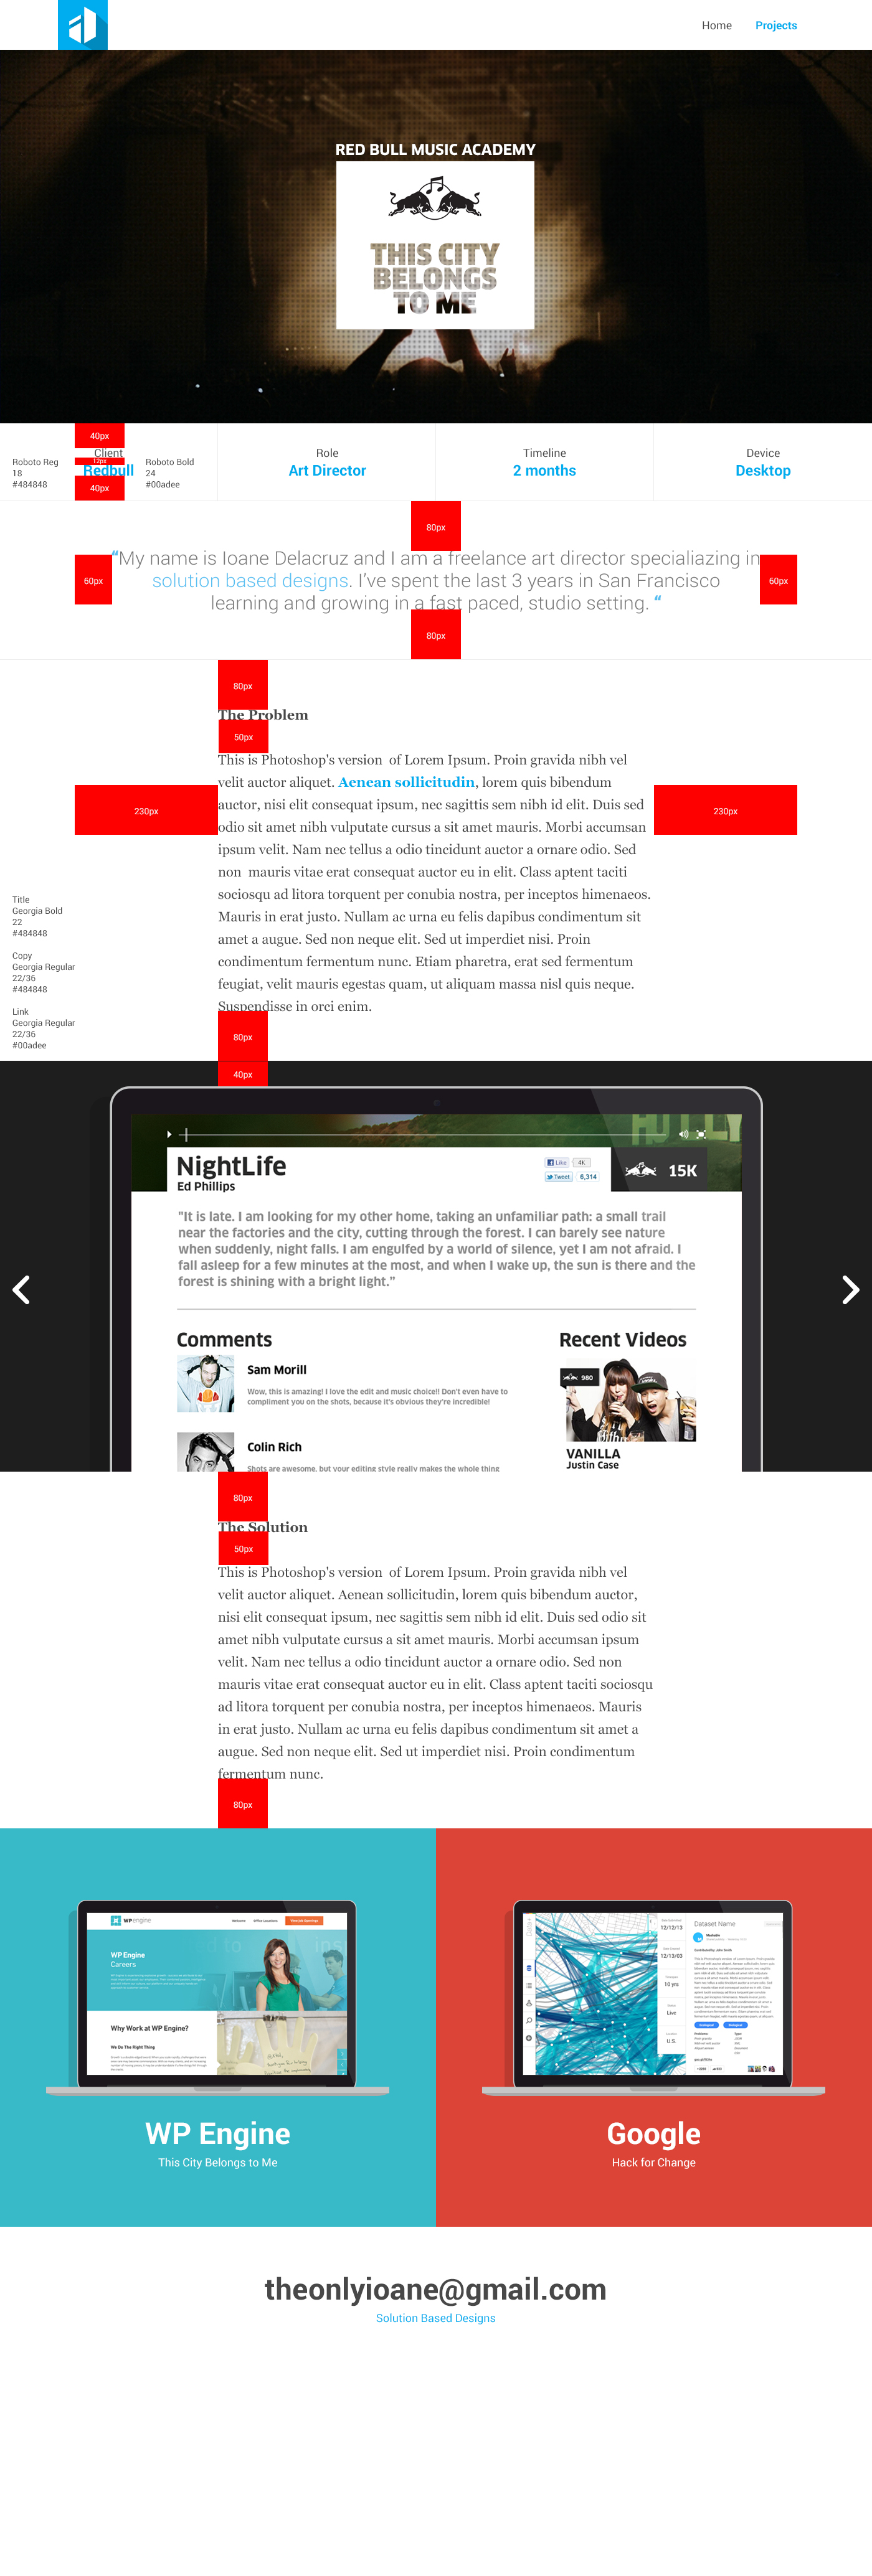 Home Projects
RED BULL MUSIC ACADEMY
THIS CITY
BELONGS
TO ME
40px
Client
12px
Redbull
40px
Roboto Reg
18
#484848
Roboto Bold
24
#00adee
Role
Art Director
Timeline
2 months
Device
Desktop
80px
“My name is Ioane Delacruz and I am a freelance art director specialiazing in
solution based designs. I’ve spent the last 3 years in San Francisco
learning and growing in a fast paced, studio setting. “
60px
60px
80px
80px
The Problem
50px
This is Photoshop's version  of Lorem Ipsum. Proin gravida nibh vel
velit auctor aliquet. Aenean sollicitudin, lorem quis bibendum
auctor, nisi elit consequat ipsum, nec sagittis sem nibh id elit. Duis sed
odio sit amet nibh vulputate cursus a sit amet mauris. Morbi accumsan
ipsum velit. Nam nec tellus a odio tincidunt auctor a ornare odio. Sed
non  mauris vitae erat consequat auctor eu in elit. Class aptent taciti
sociosqu ad litora torquent per conubia nostra, per inceptos himenaeos.
Mauris in erat justo. Nullam ac urna eu felis dapibus condimentum sit
amet a augue. Sed non neque elit. Sed ut imperdiet nisi. Proin
condimentum fermentum nunc. Etiam pharetra, erat sed fermentum
feugiat, velit mauris egestas quam, ut aliquam massa nisl quis neque.
Suspendisse in orci enim.
230px
230px
Title
Georgia Bold
22
#484848
Copy
Georgia Regular
22/36
#484848
Link
Georgia Regular
22/36
#00adee
80px
40px
NightLife
Ed Phillips
Like 4K
Tweet 6,314
15K
"It is late. I am looking for my other home, taking an unfamiliar path: a small trail
near the factories and the city, cutting through the forest. I can barely see nature
when suddenly, night falls. I am engulfed by a world of silence, yet I am not afraid. I
fall asleep for a few minutes at the most, and when I wake up, the sun is there and the
forest is shining with a bright light.”
Comments
Sam Morill
Wow, this is amazing! I love the edit and music choice!! Don't even have to
compliment you on the shots, because it's obvious they're incredible!
Colin Rich
Shots are awesome, but your editing style really makes the whole thing
Recent Videos
980
VANILLA
Justin Case
80px
The Solution
50px
This is Photoshop's version  of Lorem Ipsum. Proin gravida nibh vel
velit auctor aliquet. Aenean sollicitudin, lorem quis bibendum auctor,
nisi elit consequat ipsum, nec sagittis sem nibh id elit. Duis sed odio sit
amet nibh vulputate cursus a sit amet mauris. Morbi accumsan ipsum
velit. Nam nec tellus a odio tincidunt auctor a ornare odio. Sed non
mauris vitae erat consequat auctor eu in elit. Class aptent taciti sociosqu
ad litora torquent per conubia nostra, per inceptos himenaeos. Mauris
in erat justo. Nullam ac urna eu felis dapibus condimentum sit amet a
augue. Sed non neque elit. Sed ut imperdiet nisi. Proin condimentum
fermentum nunc.
80px
WPengine
Welcome Office Locations
WP Engine
Careers
Why Work at WP Engine?
We Do The Right Thing
WP Engine
This City Belongs to Me
Dataset Name
12/12/13
12/12/03
10 yrs
Live
U.S.
Google
Hack for Change
theonlyioane@gmail.com
Solution Based Designs